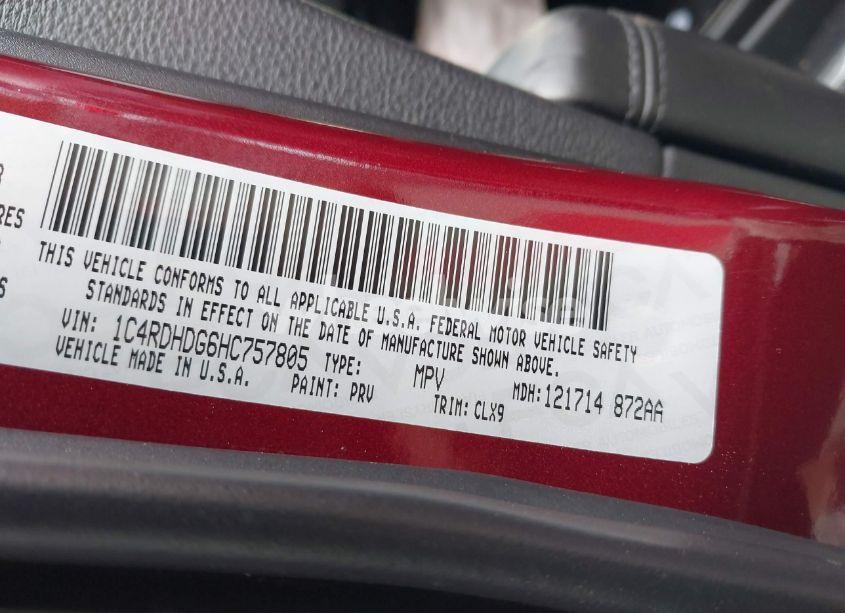 RES
S
THIS VEHICLE CONFORMS TO ALL APPLICABLE U.S.A. FEDERAL MOTOR VEHICLE SAFETY
STANDARDS IN EFFECT ON THE DATE OF MANUFACTURE SHOWN ABOVE.
VIN: 1C4RDHDG6HC757805 TYPE: MPV MDH:121714 872AA
VEHICLE MADE IN U.S.A. PAINT: PRV TRIM:CLX9